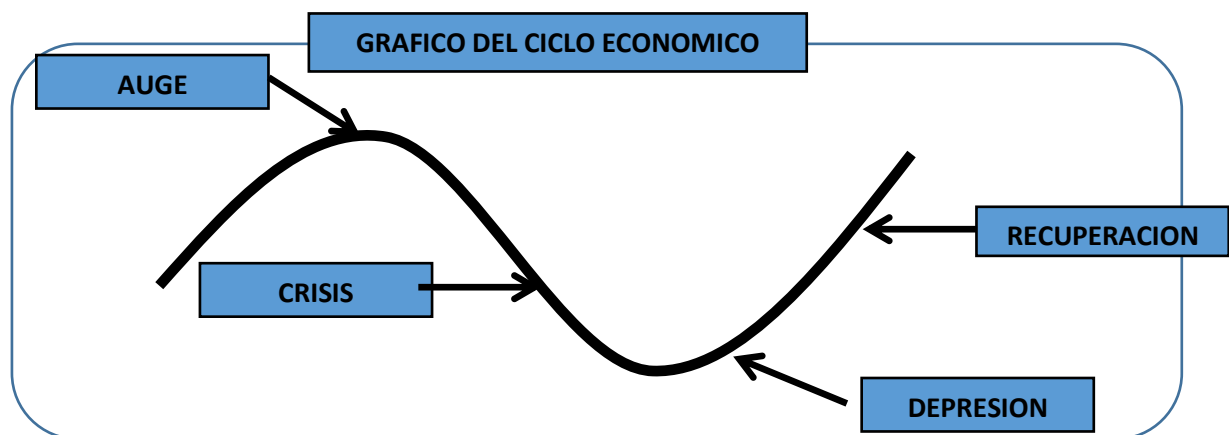 GRAFICO DEL CICLO ECONOMICO
AUGE
RECUPERACION
CRISIS
DEPRESION